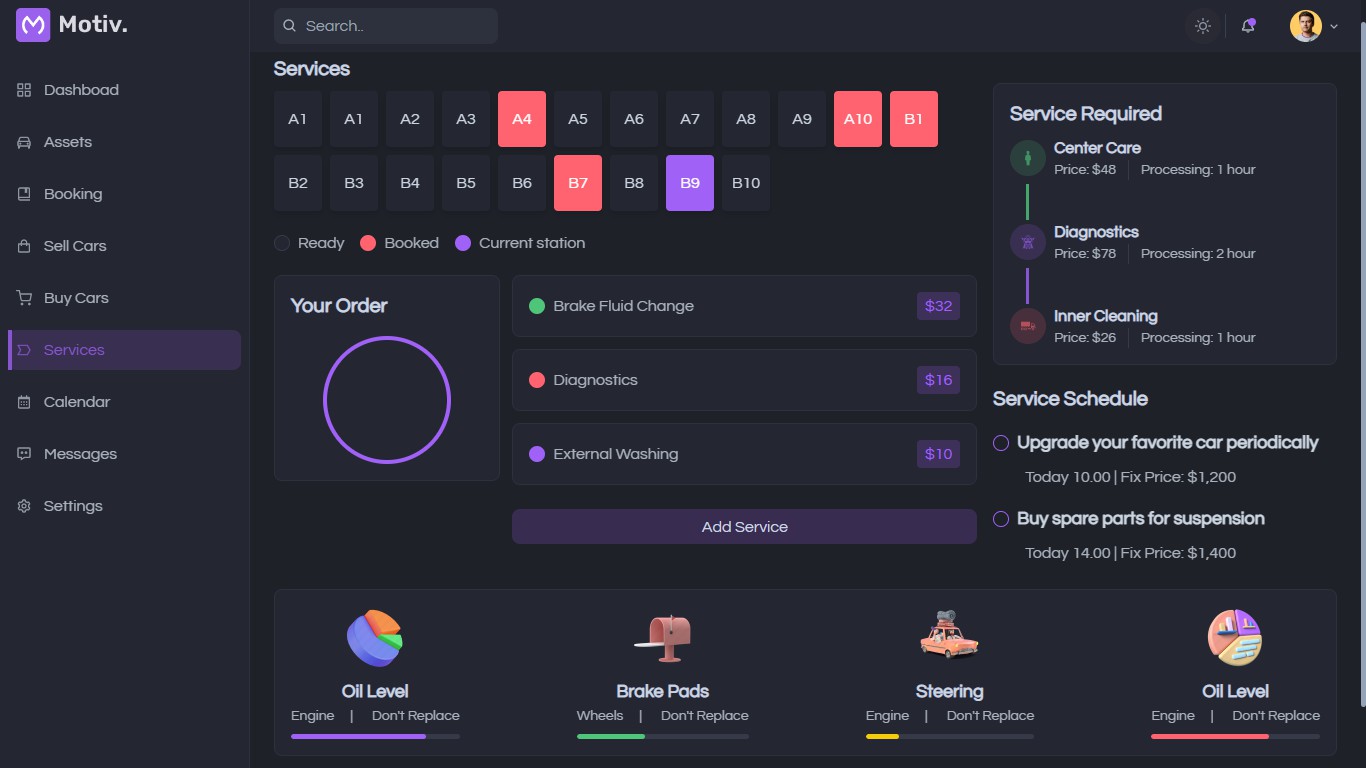 Motiv.
Search..
Dashboad
Assets
Booking
Sell Cars
Buy Cars
Services
Calendar
Messages
Settings
Services
A1 A1 A2 A3 A4 A5 A6 A7 A8 A9 A10 B1
B2 B3 B4 B5 B6 B7 B8 B9 B10
Ready Booked Current station
Your Order
Brake Fluid Change $32
Diagnostics $16
External Washing $10
Add Service
Service Required
Center Care
Price: $48 Processing: 1 hour
Diagnostics
Price: $78 Processing: 2 hour
Inner Cleaning
Price: $26 Processing: 1 hour
Service Schedule
Upgrade your favorite car periodically
Today 10.00 | Fix Price: $1,200
Buy spare parts for suspension
Today 14.00 | Fix Price: $1,400
Oil Level
Engine | Don't Replace
Brake Pads
Wheels | Don't Replace
Steering
Engine | Don't Replace
Oil Level
Engine | Don't Replace